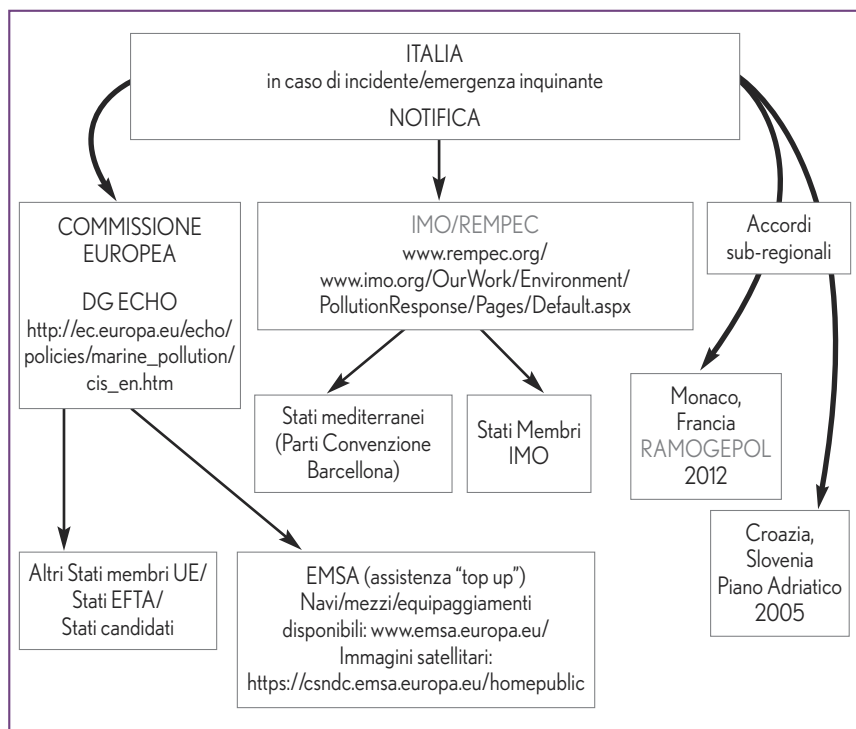 ITALIA
in caso di incidente/emergenza inquinante
NOTIFICA
COMMISSIONE
EUROPEA
DG ECHO
http://ec.europa.eu/echo/
policies/marine_pollution/
cis_en.htm
IMO/REMPEC
www.rempec.org/
www.imo.org/OurWork/Environment/
PollutionResponse/Pages/Default.aspx
Accordi
sub-regionali
Stati mediterranei
(Parti Convenzione
Barcellona)
Stati Membri
IMO
Monaco,
Francia
RAMOGEPOL
2012
Croazia,
Slovenia
Piano Adriatico
2005
Altri Stati membri UE/
Stati EFTA/
Stati candidati
EMSA (assistenza “top up”)
Navi/mezzi/equipaggiamenti
disponibili: www.emsa.europa.eu/
Immagini satellitari:
https://csndc.emsa.europa.eu/homepublic